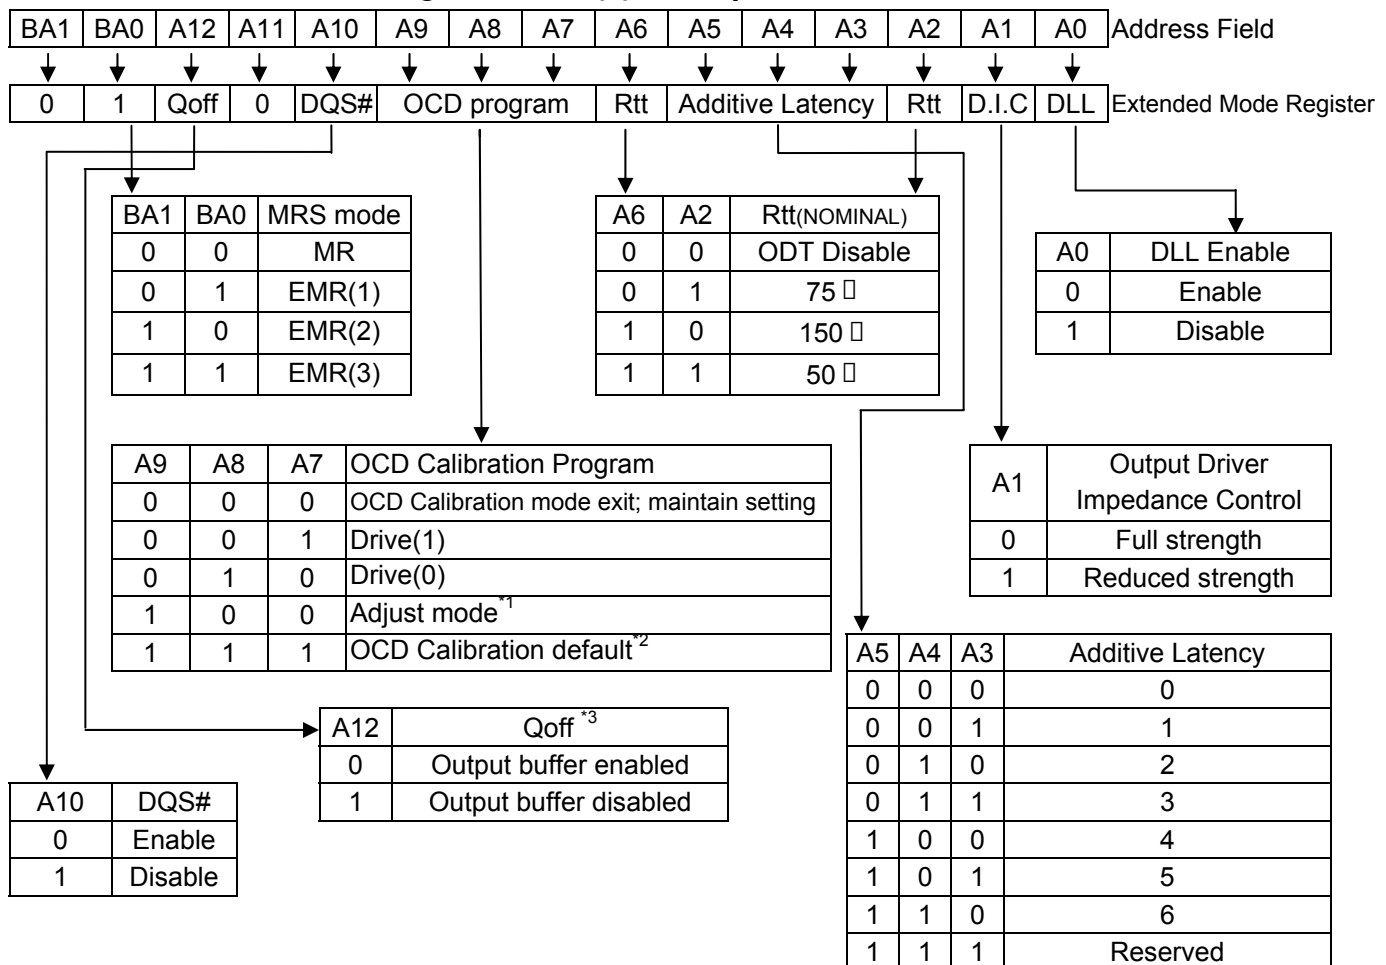 BA1 BA0 A12 A11 A10 A9 A8 A7 A6 A5 A4 A3 A2 A1 A0 Address Field
0 1 Qoff 0 DQS# OCD program Rtt Additive Latency Rtt D.I.C DLL Extended Mode Register
BA1 BA0 MRS mode
0 0 MR
0 1 EMR(1)
1 0 EMR(2)
1 1 EMR(3)
A6 A2 Rtt(NOMINAL)
0 0 ODT Disable
0 1 75
1 0 150
1 1 50
A0 DLL Enable
0 Enable
1 Disable
A9 A8 A7 OCD Calibration Program
0 0 0 OCD Calibration mode exit; maintain setting
0 0 1 Drive(1)
0 1 0 Drive(0)
1 0 0 Adjust mode*1
1 1 1 OCD Calibration default*2
A1 Output Driver
Impedance Control
0 Full strength
1 Reduced strength
A12 Qoff *3
0 Output buffer enabled
1 Output buffer disabled
A10 DQS#
0 Enable
1 Disable
A5 A4 A3 Additive Latency
0 0 0 0
0 0 1 1
0 1 0 2
0 1 1 3
1 0 0 4
1 0 1 5
1 1 0 6
1 1 1 Reserved